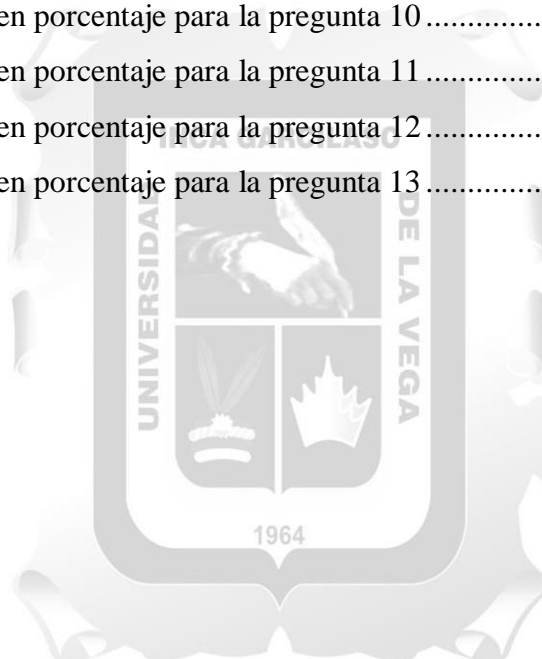 en porcentaje para la pregunta 10 ..............
en porcentaje para la pregunta 11 ..............
en porcentaje para la pregunta 12 ..............
en porcentaje para la pregunta 13 ..............
INCA GARCILASO
UNIVERSIDAD
DE LA VEGA
1964